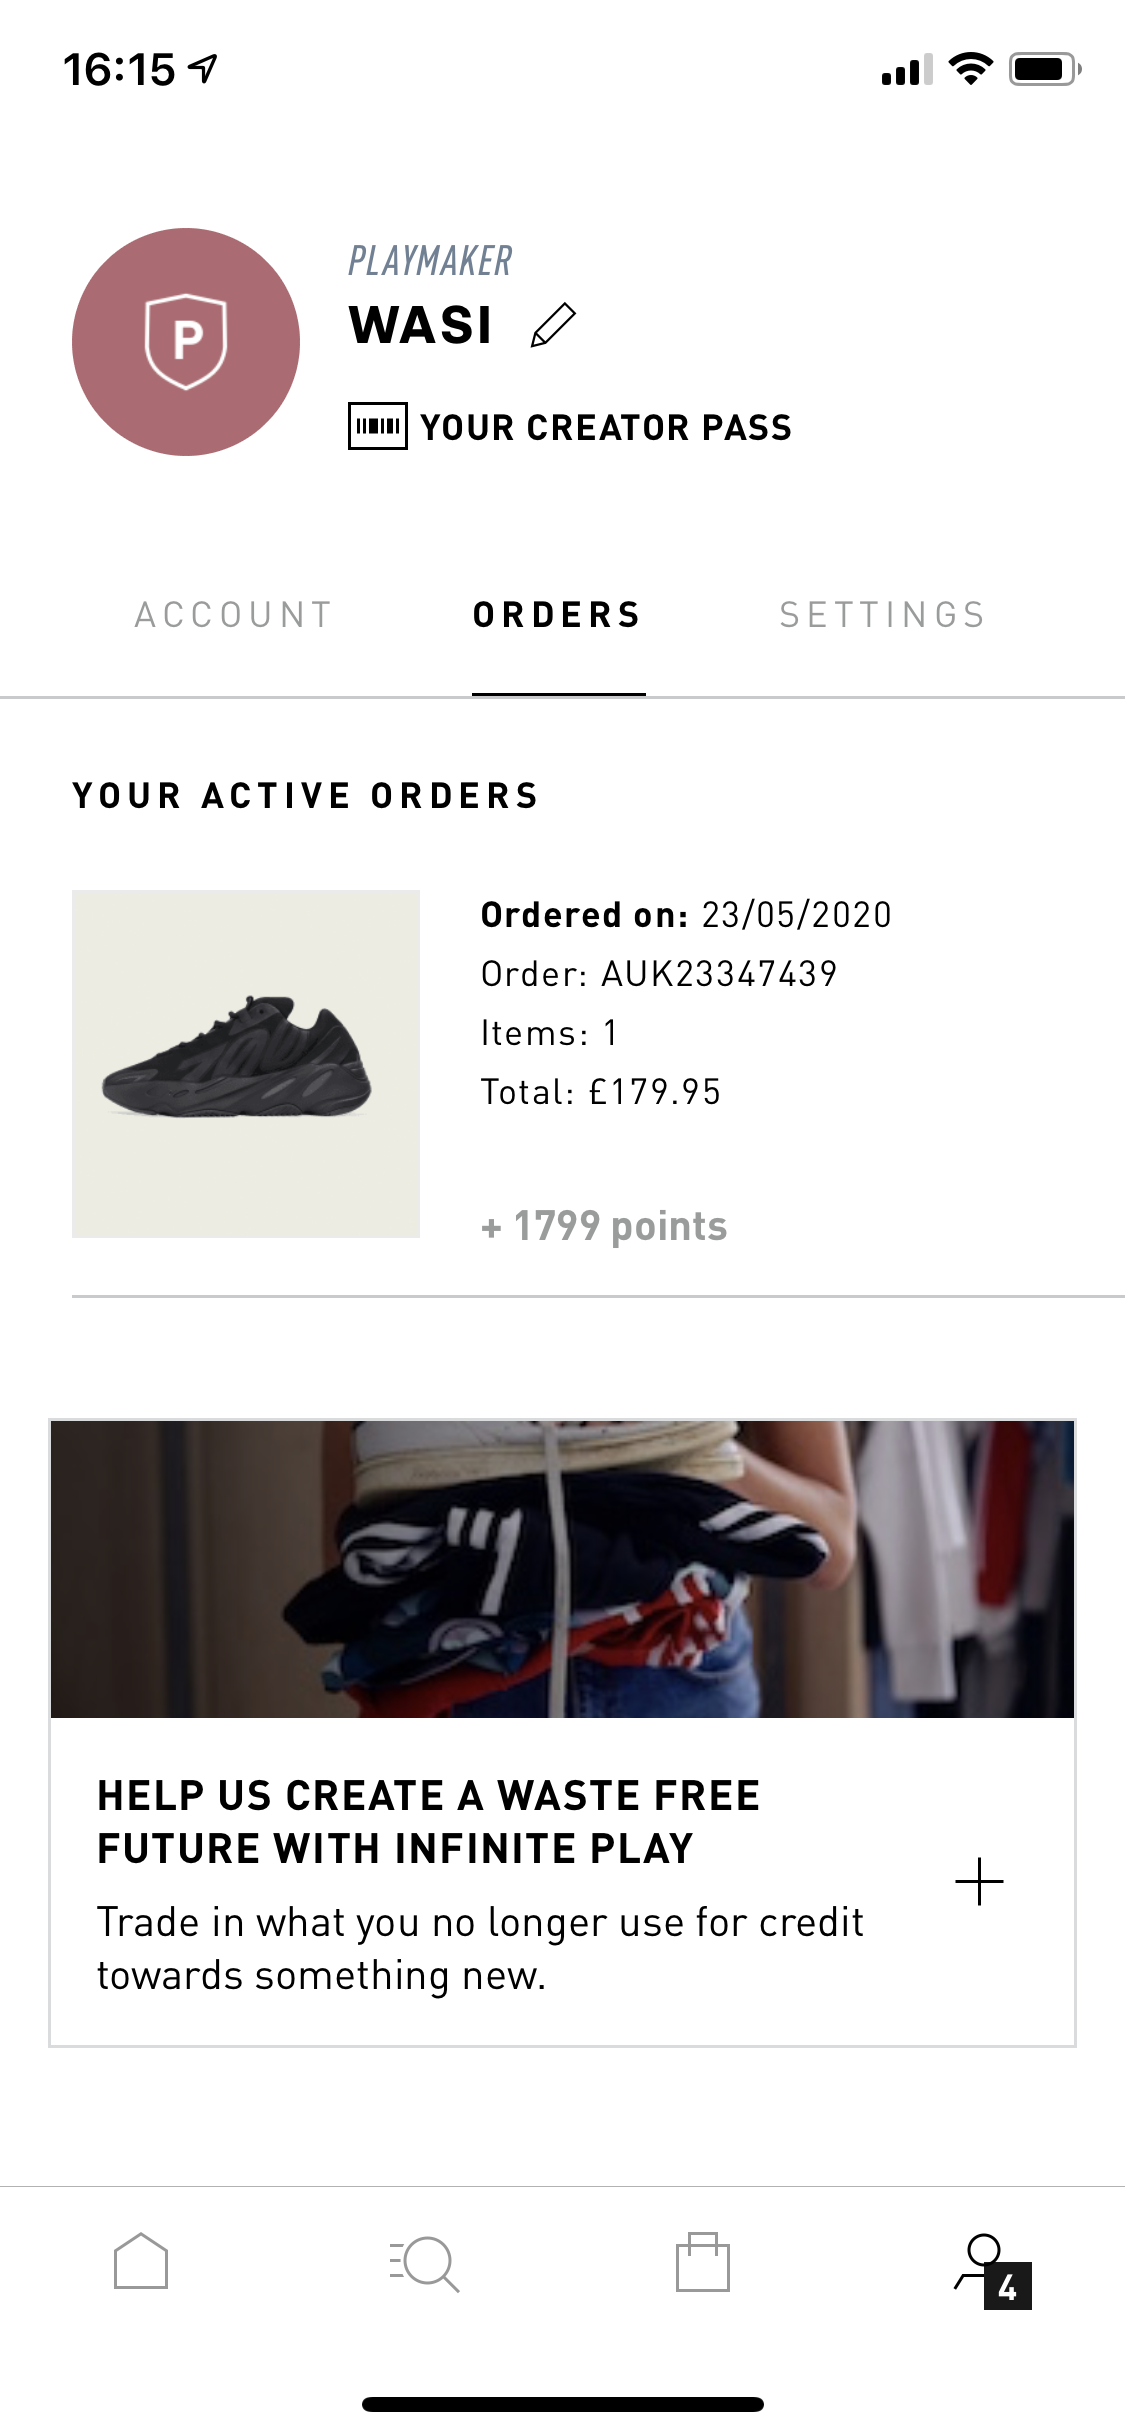 16:15
PLAYMAKER
P
WASI
YOUR CREATOR PASS
ACCOUNT ORDERS SETTINGS
YOUR ACTIVE ORDERS
Ordered on: 23/05/2020
Order: AUK23347439
Items: 1
Total: £179.95
+ 1799 points
HELP US CREATE A WASTE FREE
FUTURE WITH INFINITE PLAY
Trade in what you no longer use for credit
towards something new.
4